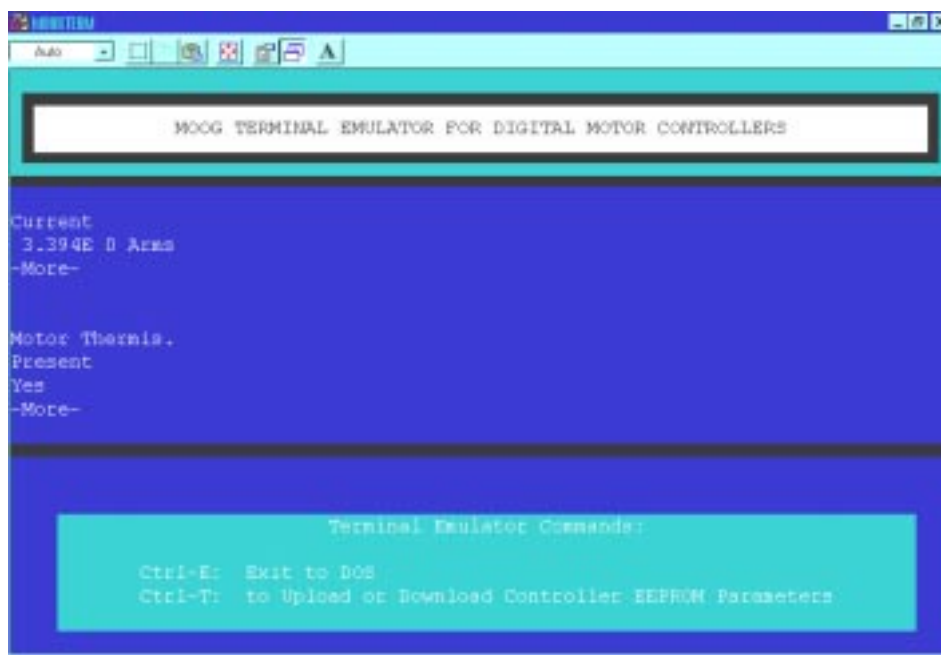 Auto
A
MOOG TERMINAL EMULATOR FOR DIGITAL MOTOR CONTROLLERS
Current
3.394E 0 Arms
-More-
Motor Thermis.
Present
Yes
-More-
Terminal Emulator Commands:
Ctrl-E: Exit to DOS
Ctrl-T: to Upload or Download Controller EEPROM Parameters